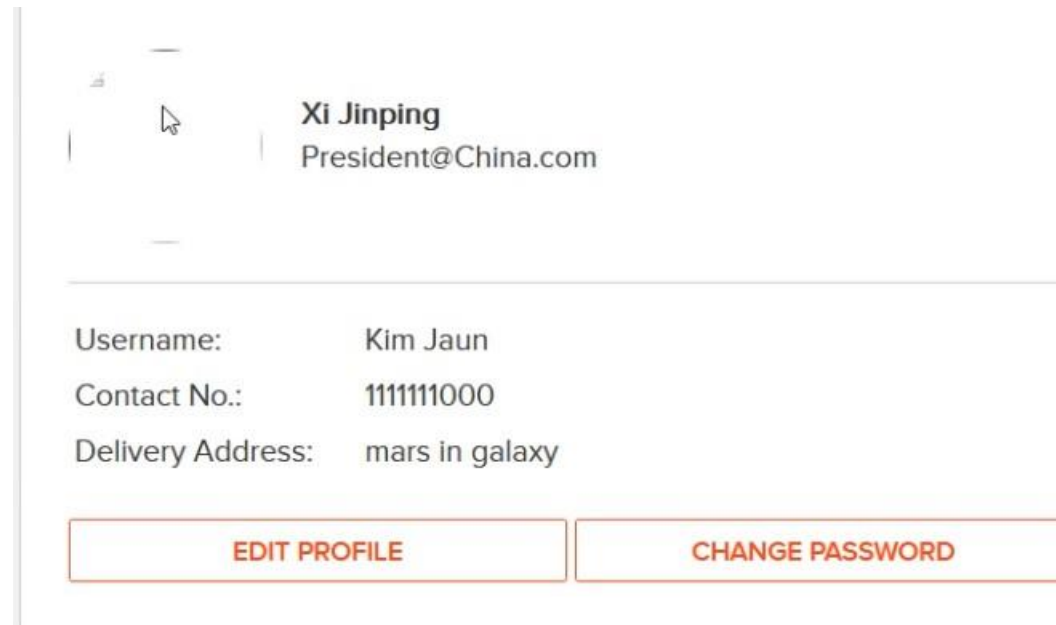 Xi Jinping
President@China.com
Username: Kim Jaun
Contact No.: 1111111000
Delivery Address: mars in galaxy
EDIT PROFILE CHANGE PASSWORD